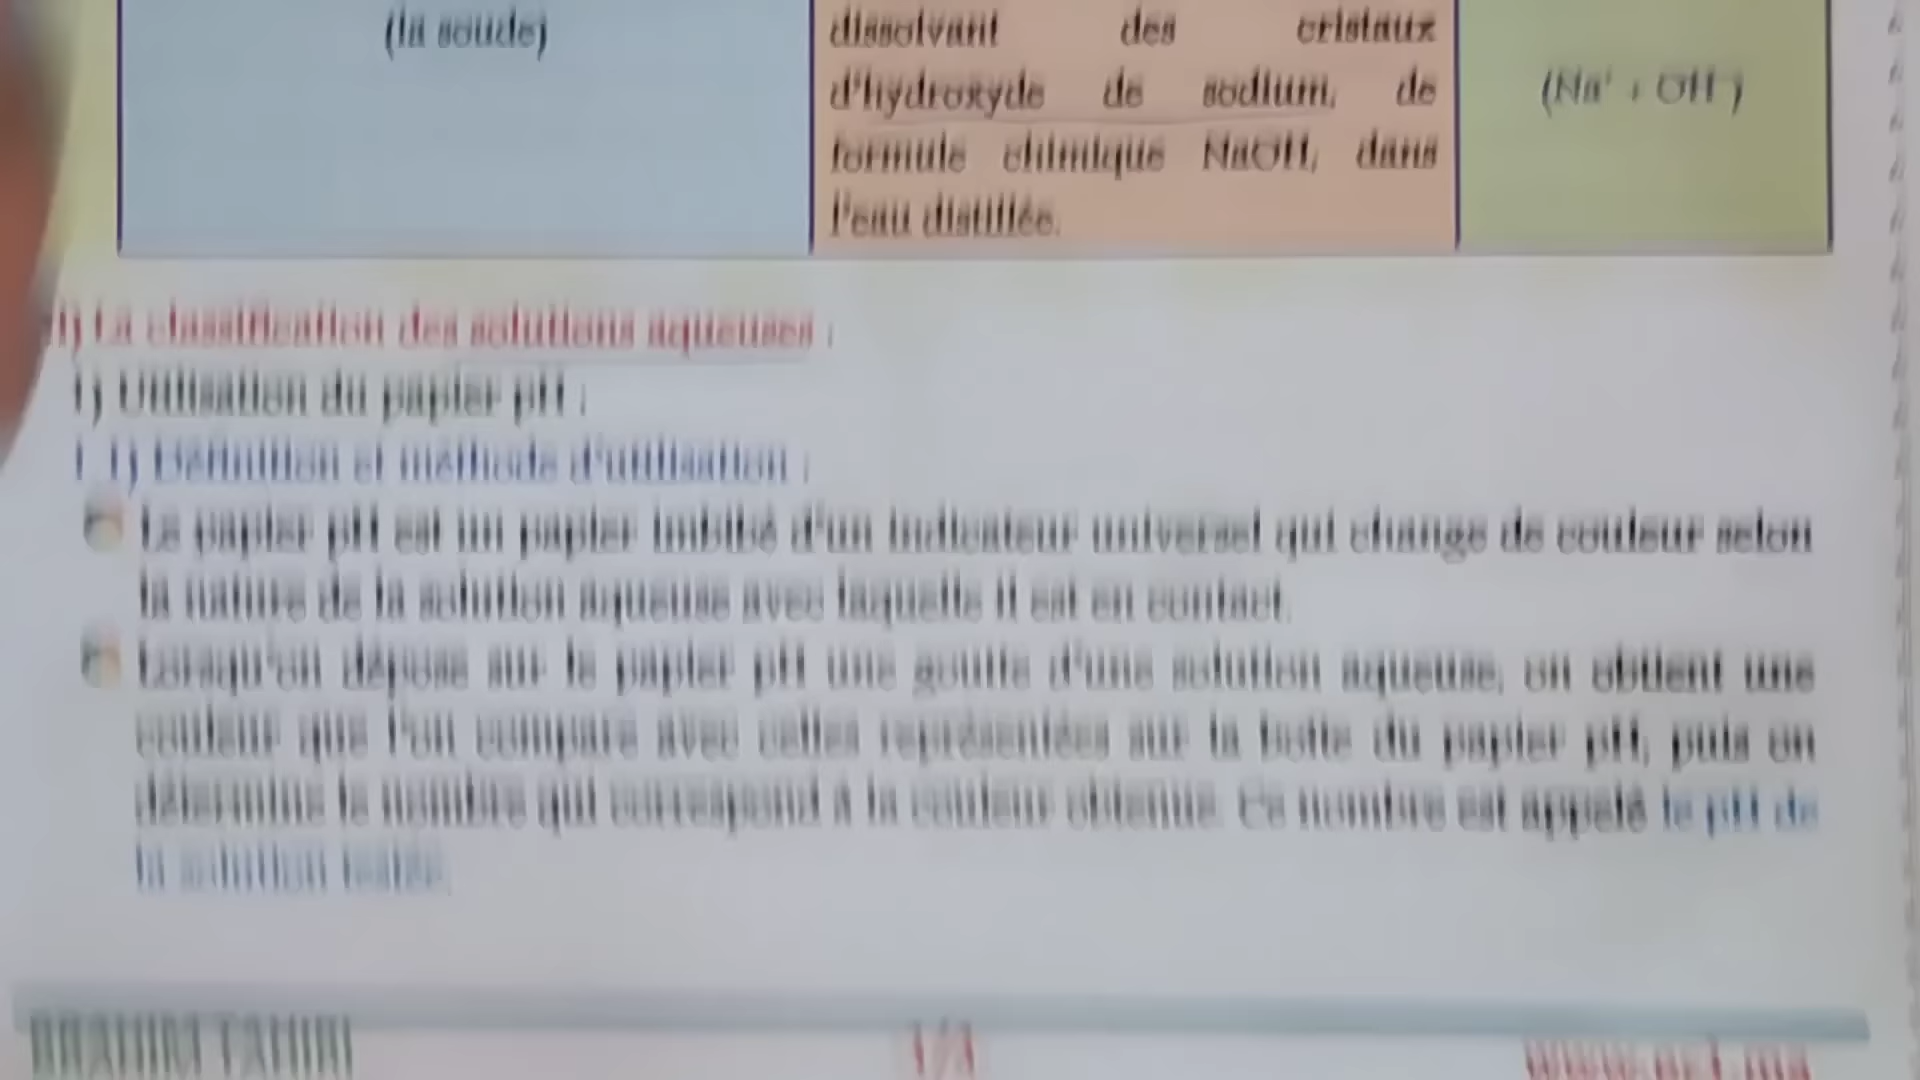 (la soude)
dissolvant des cristaux
d'hydroxyde de sodium, de
formule chimique NaOH, dans
l'eau distillée.
(Na⁺ + OH⁻)
I) La classification des solutions aqueuses :
1) Utilisation du papier pH :
1_1) Définition et méthode d'utilisation :
Le papier pH est un papier imbibé d'un indicateur universel qui change de couleur selon
la nature de la solution aqueuse avec laquelle il est en contact.
Lorsqu'on dépose sur le papier pH une goutte d'une solution aqueuse, on obtient une
couleur que l'on compare avec celles représentées sur la boite du papier pH, puis on
détermine le nombre qui correspond à la couleur obtenue. Ce nombre est appelé le pH de
la solution testée.
BRAHIM TAHIRI